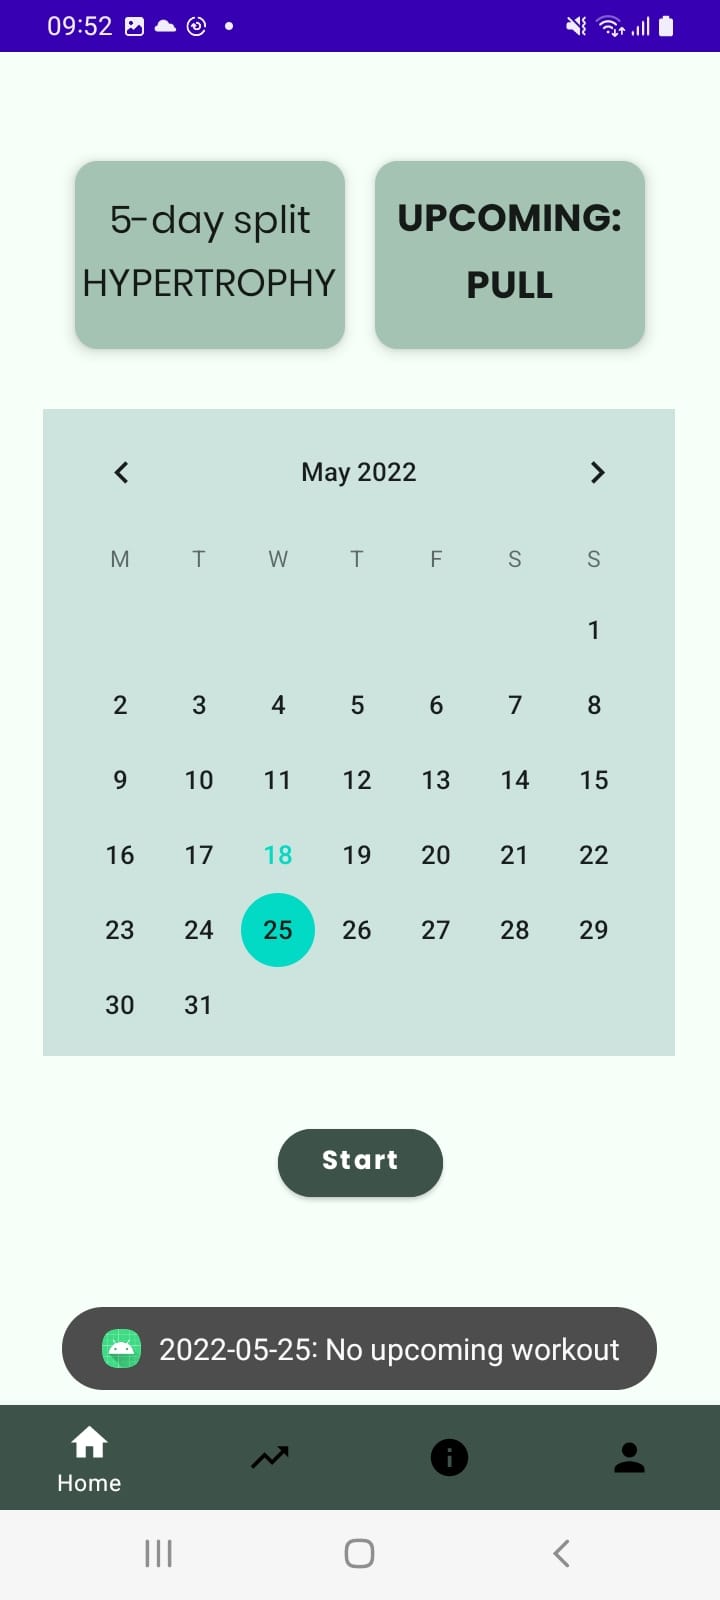 09:52
5-day split
HYPERTROPHY
UPCOMING:
PULL
May 2022
M T W T F S S
1
2 3 4 5 6 7 8
9 10 11 12 13 14 15
16 17 18 19 20 21 22
23 24 25 26 27 28 29
30 31
Start
2022-05-25: No upcoming workout
Home